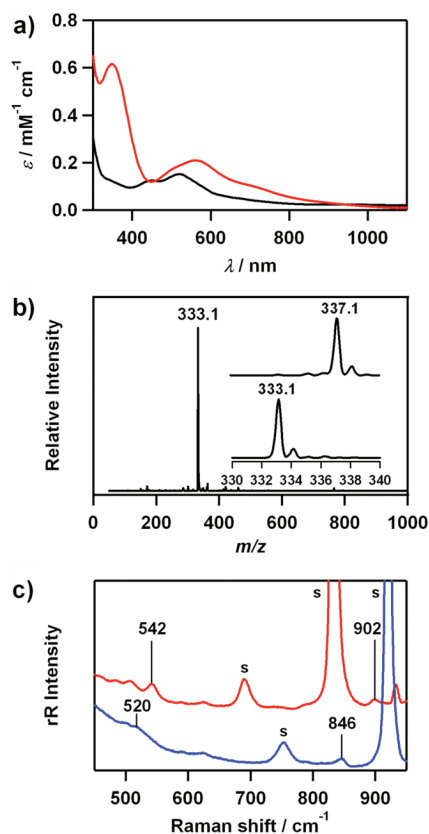 a)
0.8
0.6
0.4
0.2
0.0
ε / mM⁻¹ cm⁻¹
400 600 800 1000
λ / nm
b)
333.1
337.1
333.1
330 332 334 336 338 340
Relative Intensity
0 200 400 600 800 1000
m/z
c)
s
s
542
902
s
520
846
s
rR Intensity
500 600 700 800 900
Raman shift / cm⁻¹